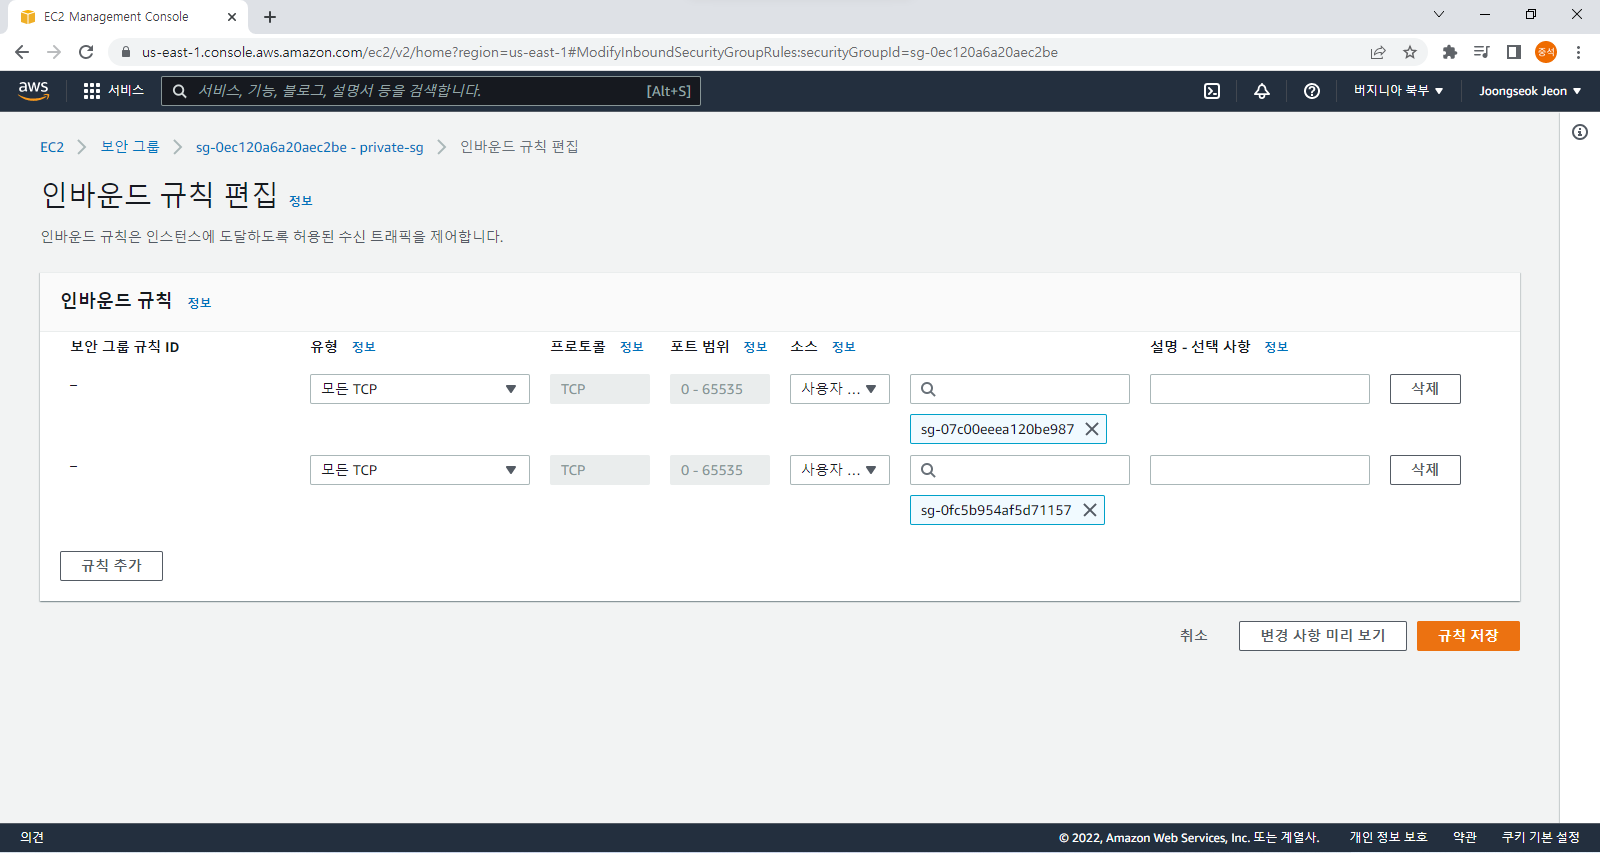 EC2 Management Console
us-east-1.console.aws.amazon.com/ec2/v2/home?region=us-east-1#ModifyInboundSecurityGroupRules:securityGroupId=sg-0ec120a6a20aec2be
증석
aws 서비스 서비스, 기능, 블로그, 설명서 등을 검색합니다. [Alt+S] 버지니아 북부 Joongseok Jeon
EC2 보안 그룹 sg-0ec120a6a20aec2be - private-sg 인바운드 규칙 편집
인바운드 규칙 편집 정보
인바운드 규칙은 인스턴스에 도달하도록 허용된 수신 트래픽을 제어합니다.
인바운드 규칙 정보
보안 그룹 규칙 ID 유형 정보 프로토콜 정보 포트 범위 정보 소스 정보 설명 - 선택 사항 정보
– 모든 TCP TCP 0 - 65535 사용자 ... 삭제
sg-07c00eeea120be987
– 모든 TCP TCP 0 - 65535 사용자 ... 삭제
sg-0fc5b954af5d71157
규칙 추가
취소 변경 사항 미리 보기 규칙 저장
의견 © 2022, Amazon Web Services, Inc. 또는 계열사. 개인 정보 보호 약관 쿠키 기본 설정